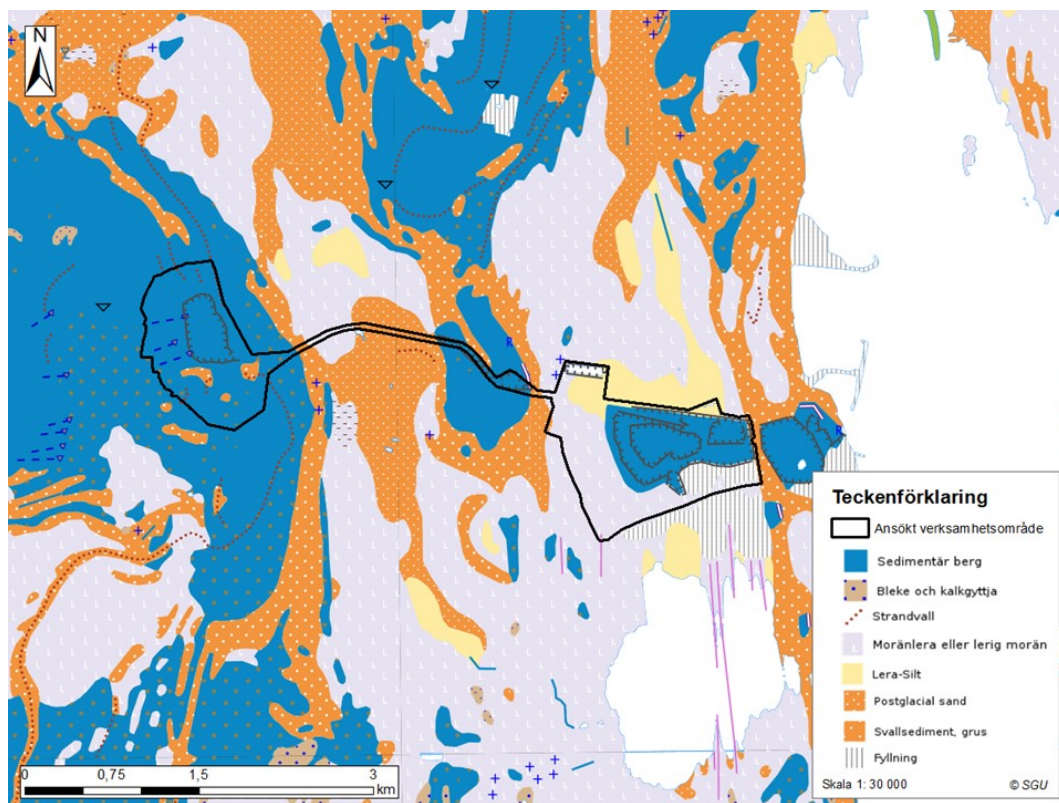 N
R
R
Teckenförklaring
Ansökt verksamhetsområde
Sedimentär berg
Bleke och kalkgyttja
Strandvall
Moränlera eller lerig morän
Lera-Silt
Postglacial sand
Svallsediment, grus
Fyllning
Skala 1: 30 000 © SGU
0 0,75 1,5 3
km